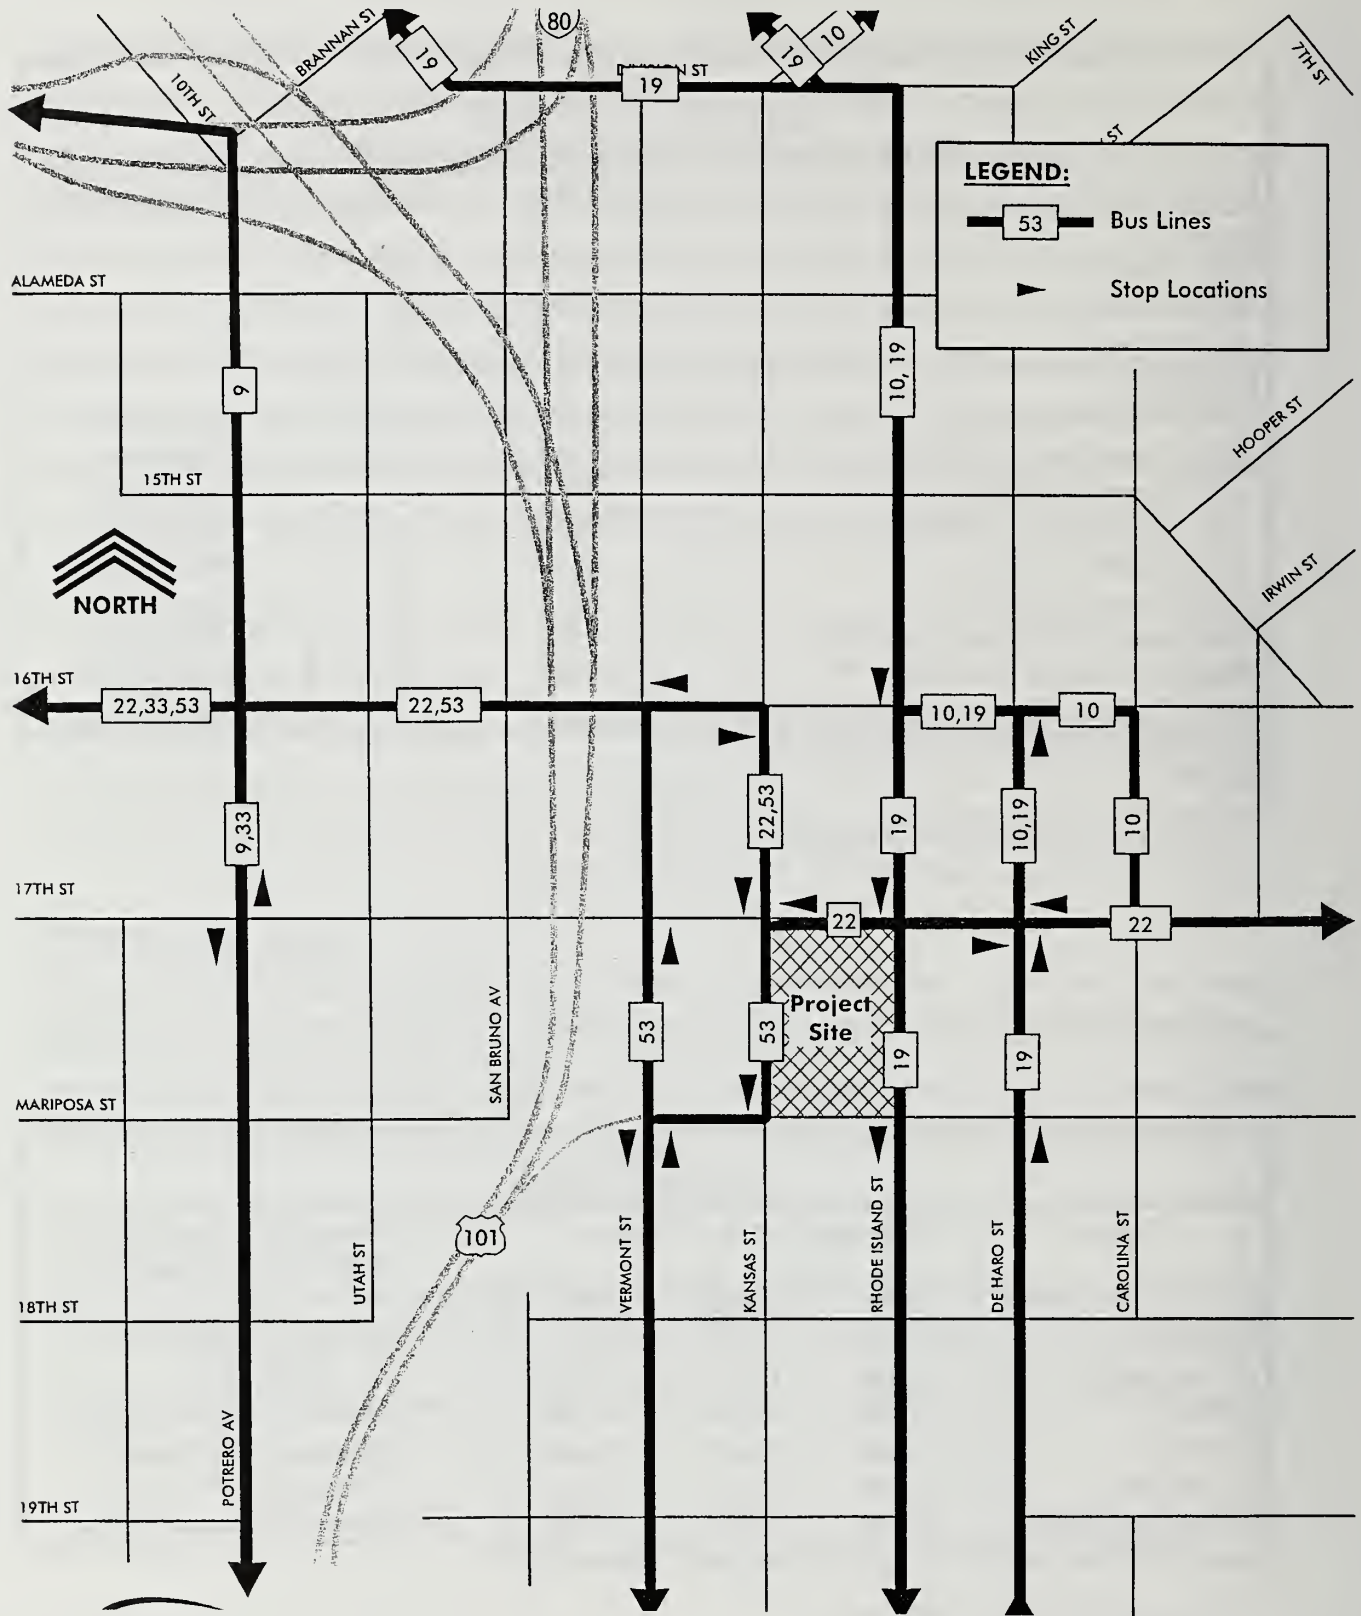 BRANNAN ST
19
80
19
10
KING ST
7TH ST
10TH ST
DIVISION ST
19
ST
LEGEND:
53 Bus Lines
Stop Locations
ALAMEDA ST
10, 19
9
HOOPER ST
15TH ST
IRWIN ST
NORTH
16TH ST
22,33,53
22,53
10,19
10
9,33
22,53
19
10,19
10
17TH ST
22
22
Project
Site
SAN BRUNO AV
53
53
19
19
MARIPOSA ST
101
UTAH ST
VERMONT ST
KANSAS ST
RHODE ISLAND ST
DE HARO ST
CAROLINA ST
18TH ST
POTRERO AV
19TH ST